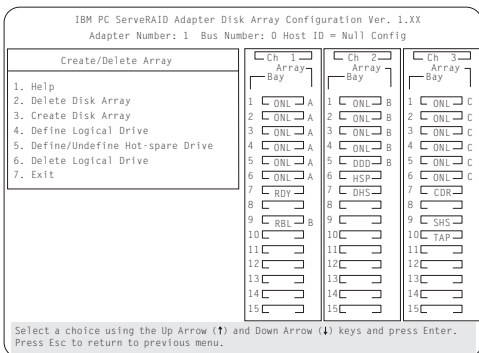 IBM PC ServeRAID Adapter Disk Array Configuration Ver. 1.XX
Adapter Number: 1 Bus Number: 0 Host ID = Null Config
Create/Delete Array
1. Help
2. Delete Disk Array
3. Create Disk Array
4. Define Logical Drive
5. Define/Undefine Hot-spare Drive
6. Delete Logical Drive
7. Exit
Ch 1
Array
Bay
1 ONL A
2 ONL A
3 ONL A
4 ONL A
5 ONL A
6 ONL A
7 RDY
8
9 RBL B
10
11
12
13
14
15
Ch 2
Array
Bay
1 ONL B
2 ONL B
3 ONL B
4 ONL B
5 DDD B
6 HSP
7 DHS
8
9
10
11
12
13
14
15
Ch 3
Array
Bay
1 ONL C
2 ONL C
3 ONL C
4 ONL C
5 ONL C
6 ONL C
7 CDR
8
9 SHS
10 TAP
11
12
13
14
15
Select a choice using the Up Arrow (↑) and Down Arrow (↓) keys and press Enter.
Press Esc to return to previous menu.